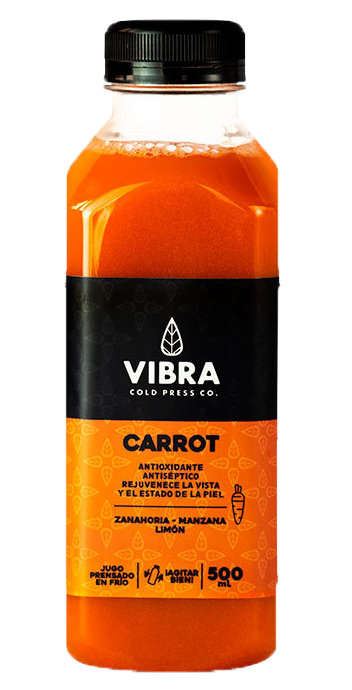 VIBRA
COLD PRESS CO.
CARROT
ANTIOXIDANTE
ANTISÉPTICO
REJUVENECE LA VISTA
Y EL ESTADO DE LA PIEL
ZANAHORIA - MANZANA
LIMÓN
JUGO
PRENSADO
EN FRÍO
¡AGITAR
BIEN!
500
mL